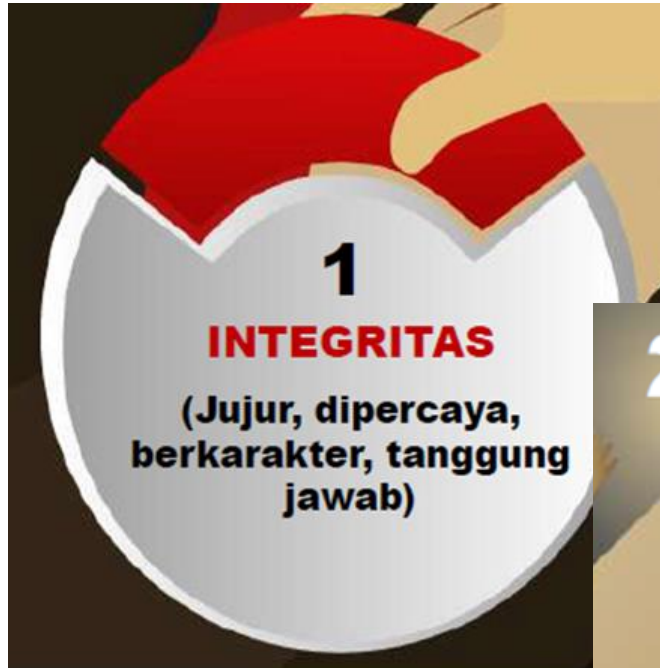 1
INTEGRITAS
(Jujur, dipercaya,
berkarakter, tanggung
jawab)